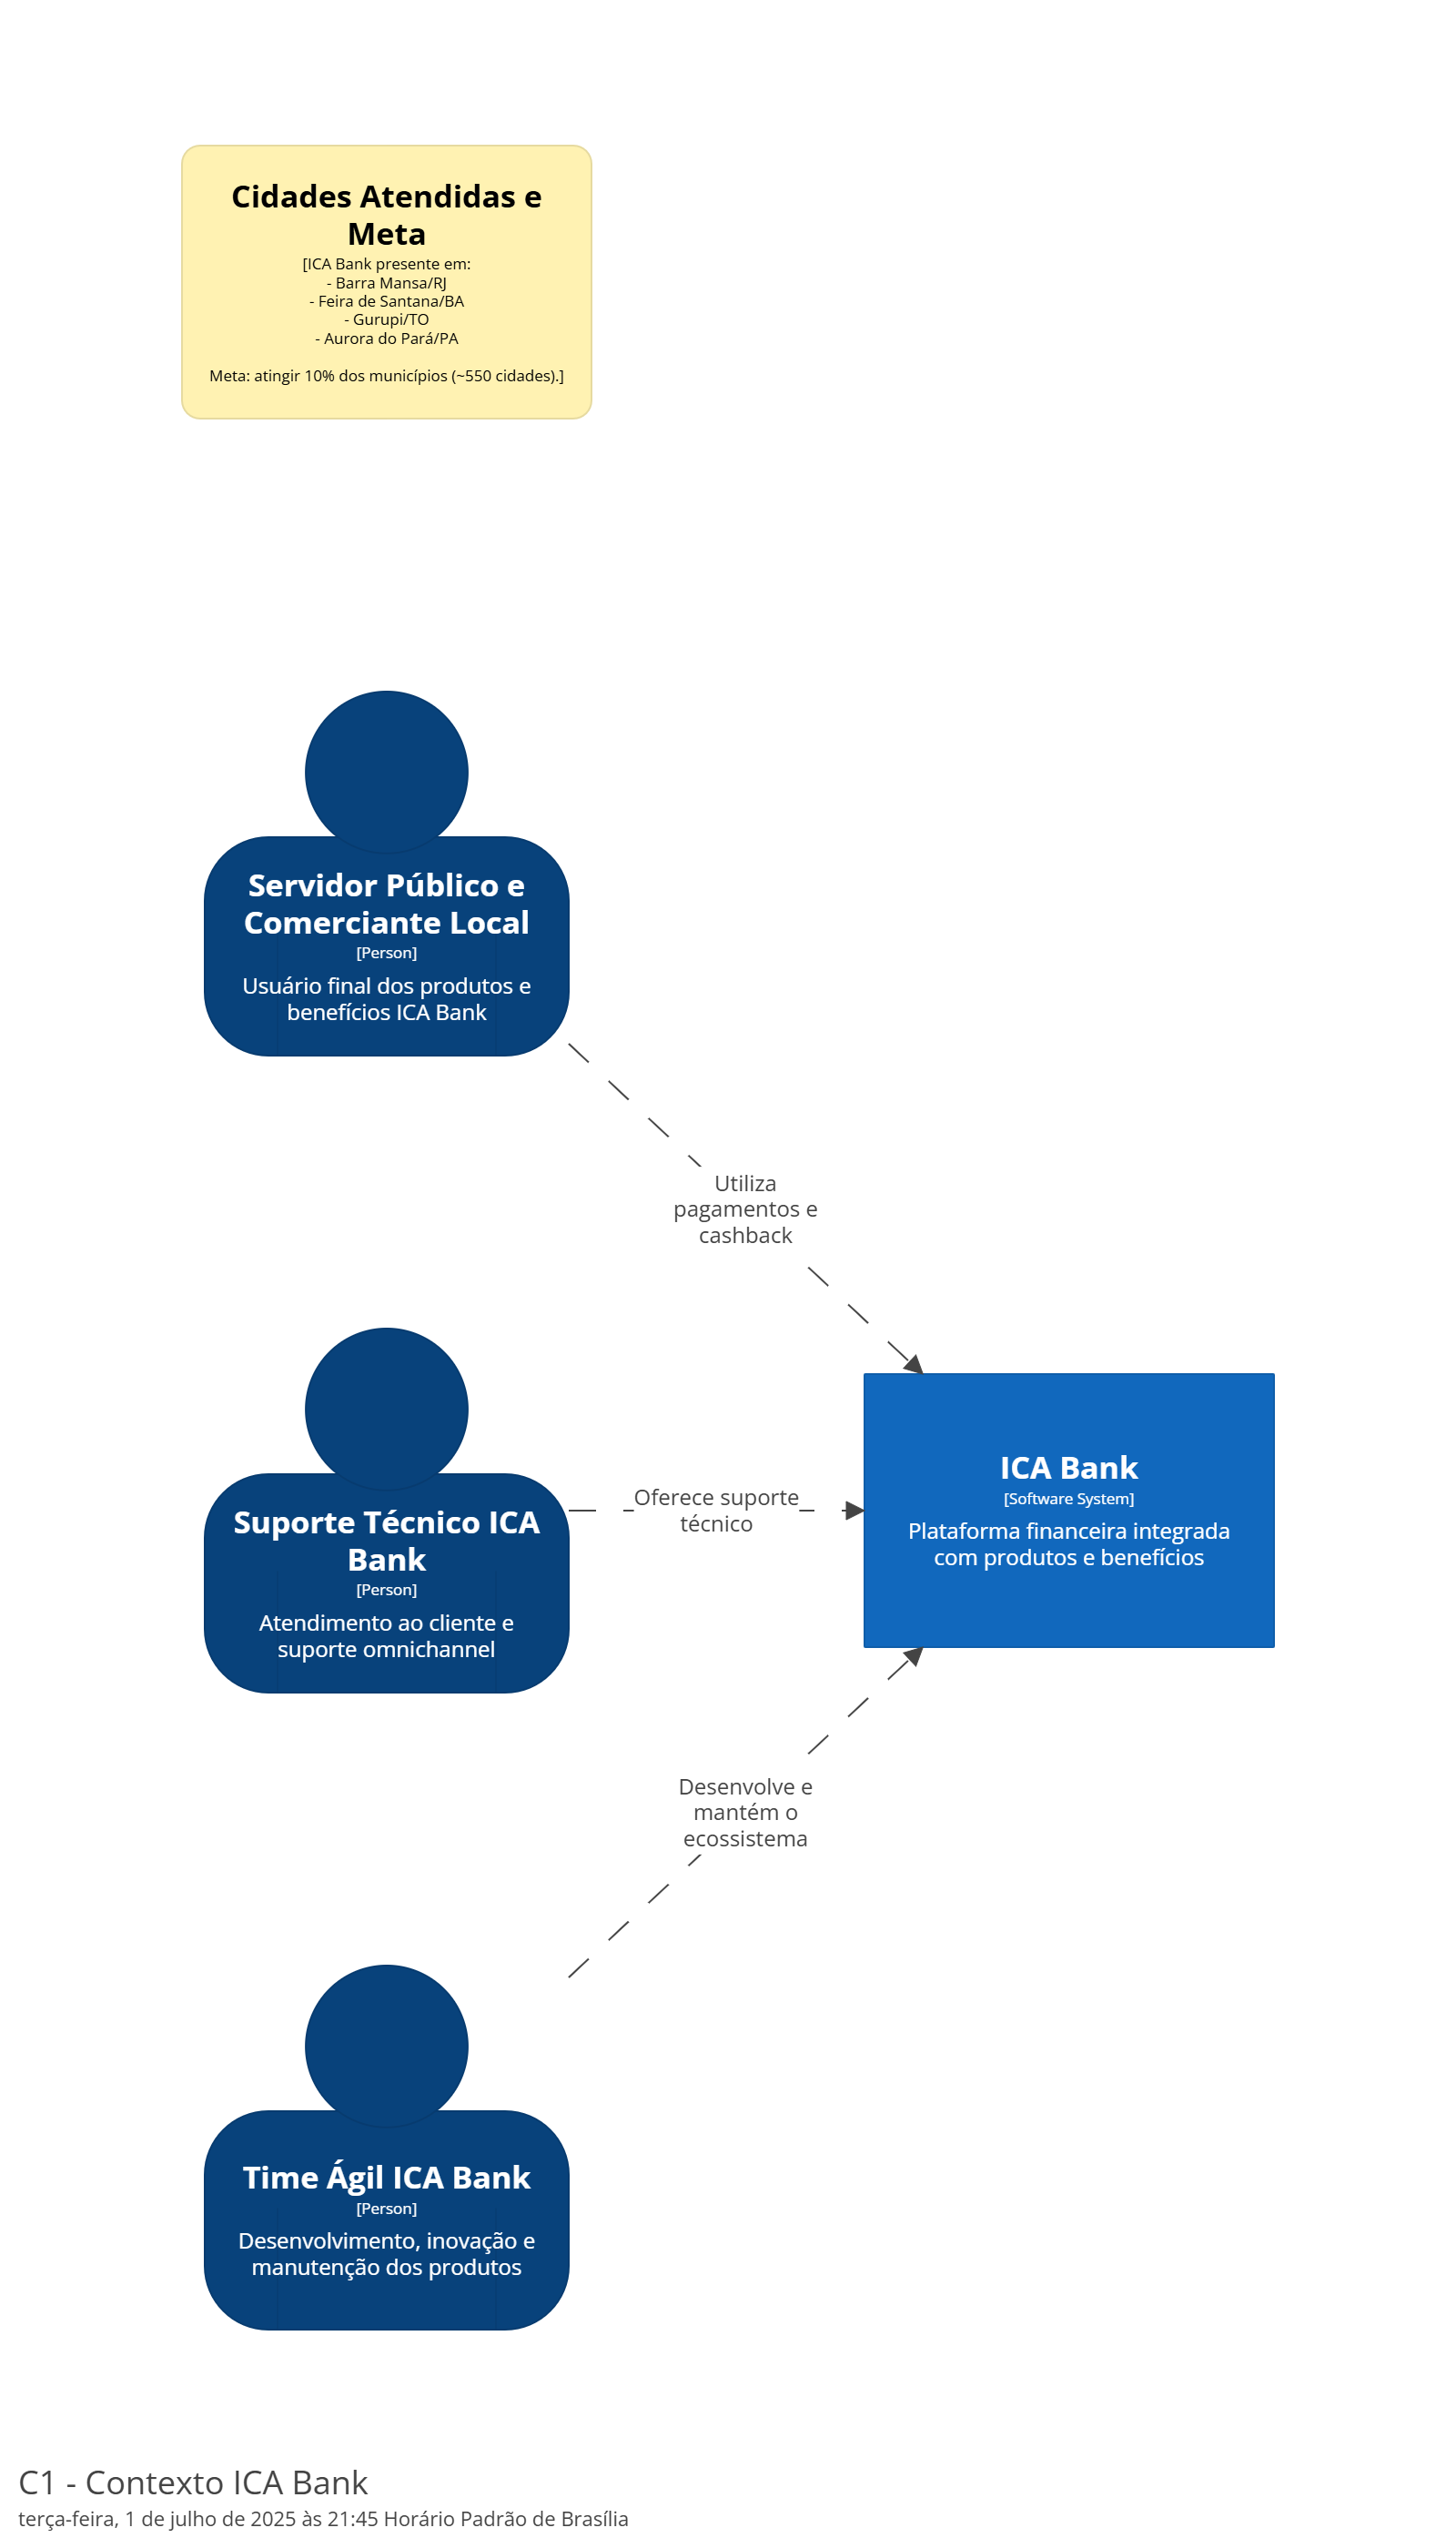 Cidades Atendidas e
Meta
[ICA Bank presente em:
- Barra Mansa/RJ
- Feira de Santana/BA
- Gurupi/TO
- Aurora do Pará/PA
Meta: atingir 10% dos municípios (~550 cidades).]
Servidor Público e
Comerciante Local
[Person]
Usuário final dos produtos e
benefícios ICA Bank
Utiliza
pagamentos e
cashback
Suporte Técnico ICA
Bank
[Person]
Atendimento ao cliente e
suporte omnichannel
Oferece suporte
técnico
ICA Bank
[Software System]
Plataforma financeira integrada
com produtos e benefícios
Desenvolve e
mantém o
ecossistema
Time Ágil ICA Bank
[Person]
Desenvolvimento, inovação e
manutenção dos produtos
C1 - Contexto ICA Bank
terça-feira, 1 de julho de 2025 às 21:45 Horário Padrão de Brasília